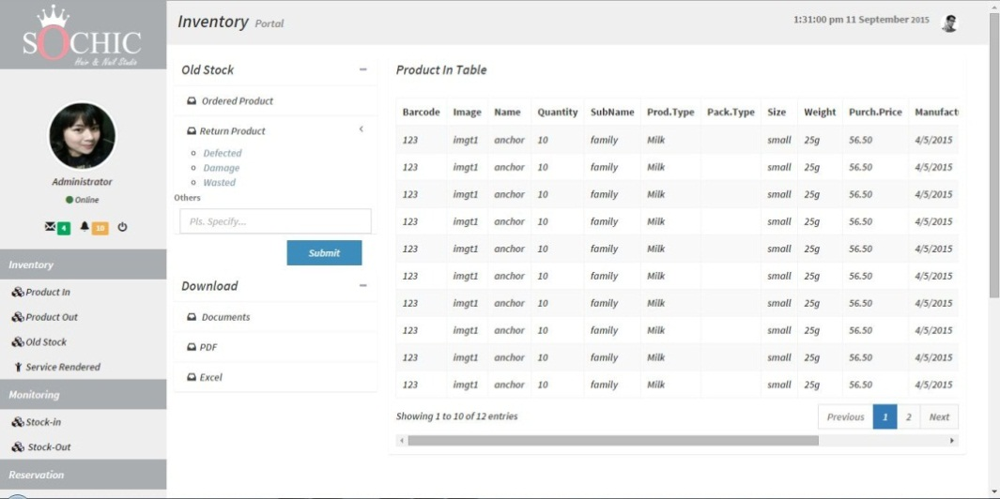 SOCHIC
Hair & Nail Studio
Administrator
Online
4 10
Inventory
Product In
Product Out
Old Stock
Service Rendered
Monitoring
Stock-in
Stock-Out
Reservation
Inventory Portal
1:31:00 pm 11 September 2015
Old Stock
Ordered Product
Return Product
Defected
Damage
Wasted
Others
Pls. Specify...
Submit
Download
Documents
PDF
Excel
Product In Table
Barcode Image Name Quantity SubName Prod.Type Pack.Type Size Weight Purch.Price Manufact
123 imgt1 anchor 10 family Milk small 25g 56.50 4/5/2015
123 imgt1 anchor 10 family Milk small 25g 56.50 4/5/2015
123 imgt1 anchor 10 family Milk small 25g 56.50 4/5/2015
123 imgt1 anchor 10 family Milk small 25g 56.50 4/5/2015
123 imgt1 anchor 10 family Milk small 25g 56.50 4/5/2015
123 imgt1 anchor 10 family Milk small 25g 56.50 4/5/2015
123 imgt1 anchor 10 family Milk small 25g 56.50 4/5/2015
123 imgt1 anchor 10 family Milk small 25g 56.50 4/5/2015
123 imgt1 anchor 10 family Milk small 25g 56.50 4/5/2015
123 imgt1 anchor 10 family Milk small 25g 56.50 4/5/2015
Showing 1 to 10 of 12 entries
Previous 1 2 Next